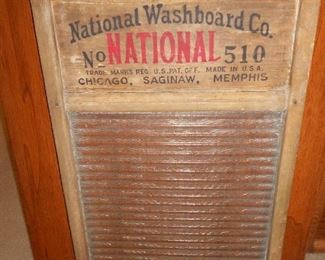 National Washboard Co.
No NATIONAL 510
TRADE MARKS REG. U.S. PAT. OFF. MADE IN U.S.A.
CHICAGO, SAGINAW, MEMPHIS